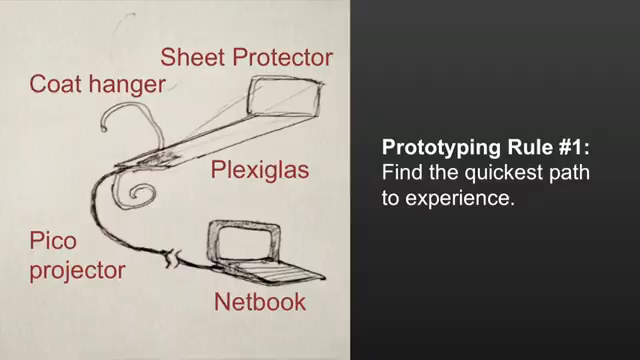 Sheet Protector
Coat hanger
Plexiglas
Pico
projector
Netbook
Prototyping Rule #1:
Find the quickest path
to experience.